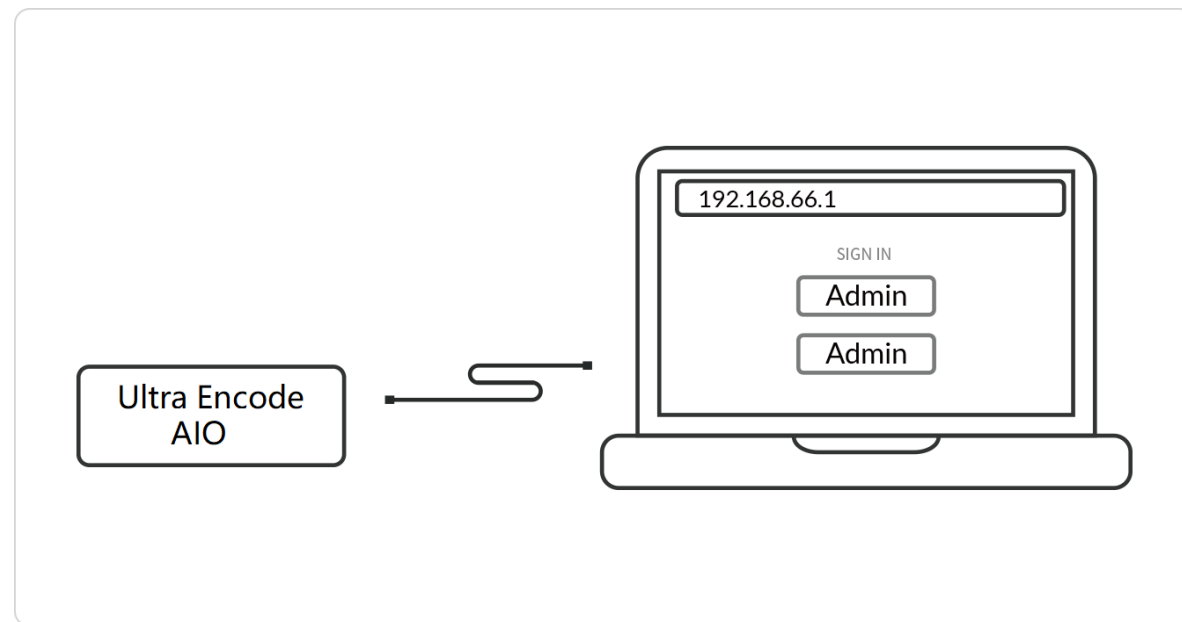 192.168.66.1
SIGN IN
Admin
Admin
Ultra Encode
AIO